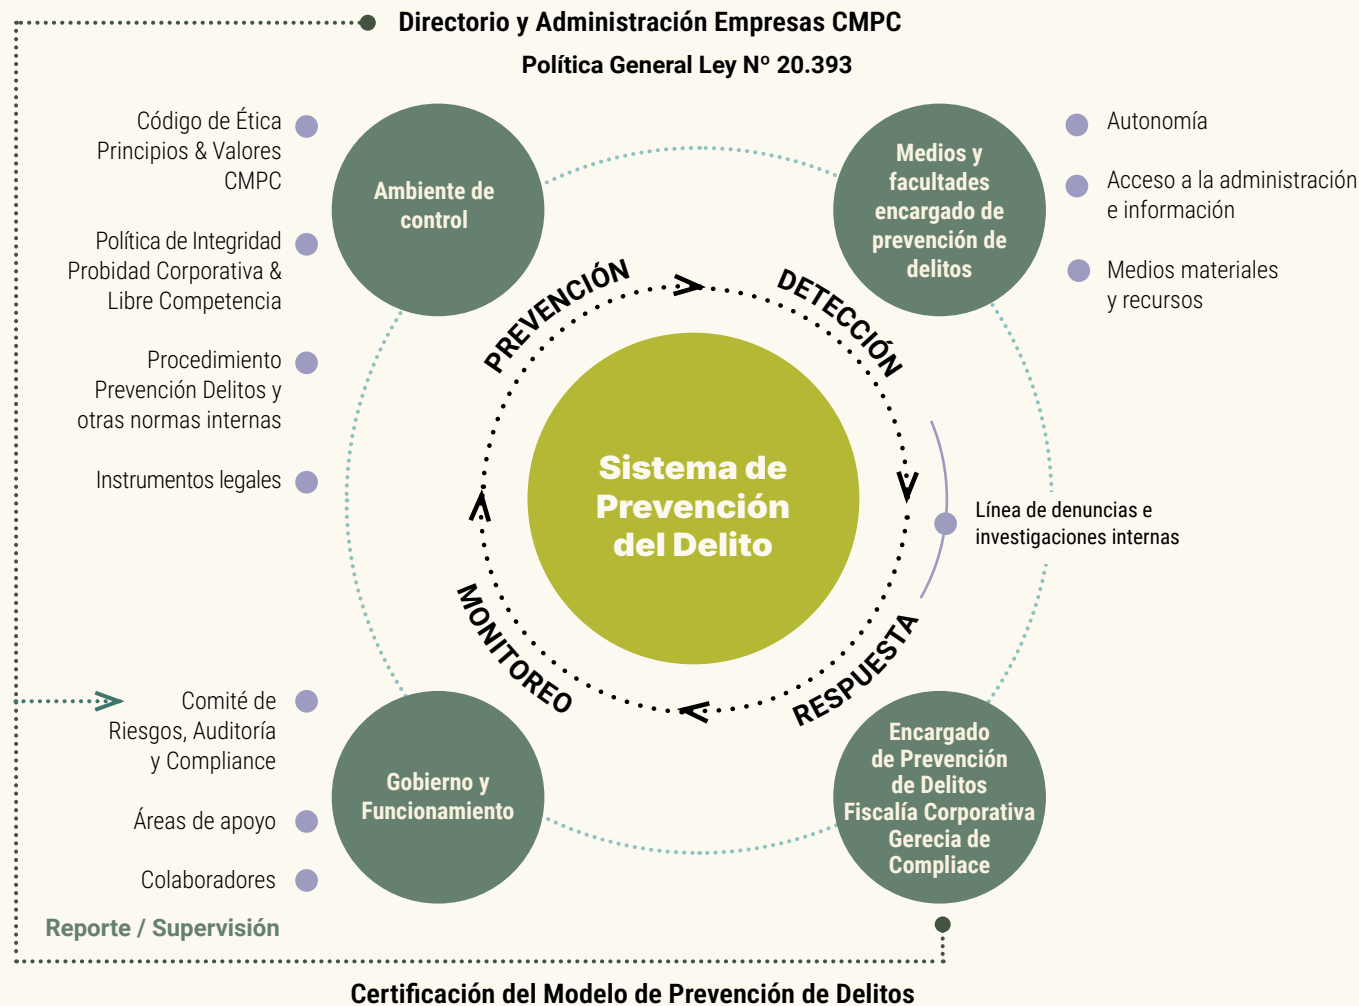 Directorio y Administración Empresas CMPC
Política General Ley Nº 20.393
Código de Ética
Principios & Valores
CMPC
Política de Integridad
Probidad Corporativa &
Libre Competencia
Procedimiento
Prevención Delitos y
otras normas internas
Instrumentos legales
Ambiente de
control
Medios y
facultades
encargado de
prevención de
delitos
Autonomía
Acceso a la administración
e información
Medios materiales
y recursos
PREVENCIÓN
DETECCIÓN
Sistema de
Prevención
del Delito
Línea de denuncias e
investigaciones internas
MONITOREO
RESPUESTA
Comité de
Riesgos, Auditoría
y Compliance
Áreas de apoyo
Colaboradores
Gobierno y
Funcionamiento
Encargado
de Prevención
de Delitos
Fiscalía Corporativa
Gerecia de
Compliace
Reporte / Supervisión
Certificación del Modelo de Prevención de Delitos